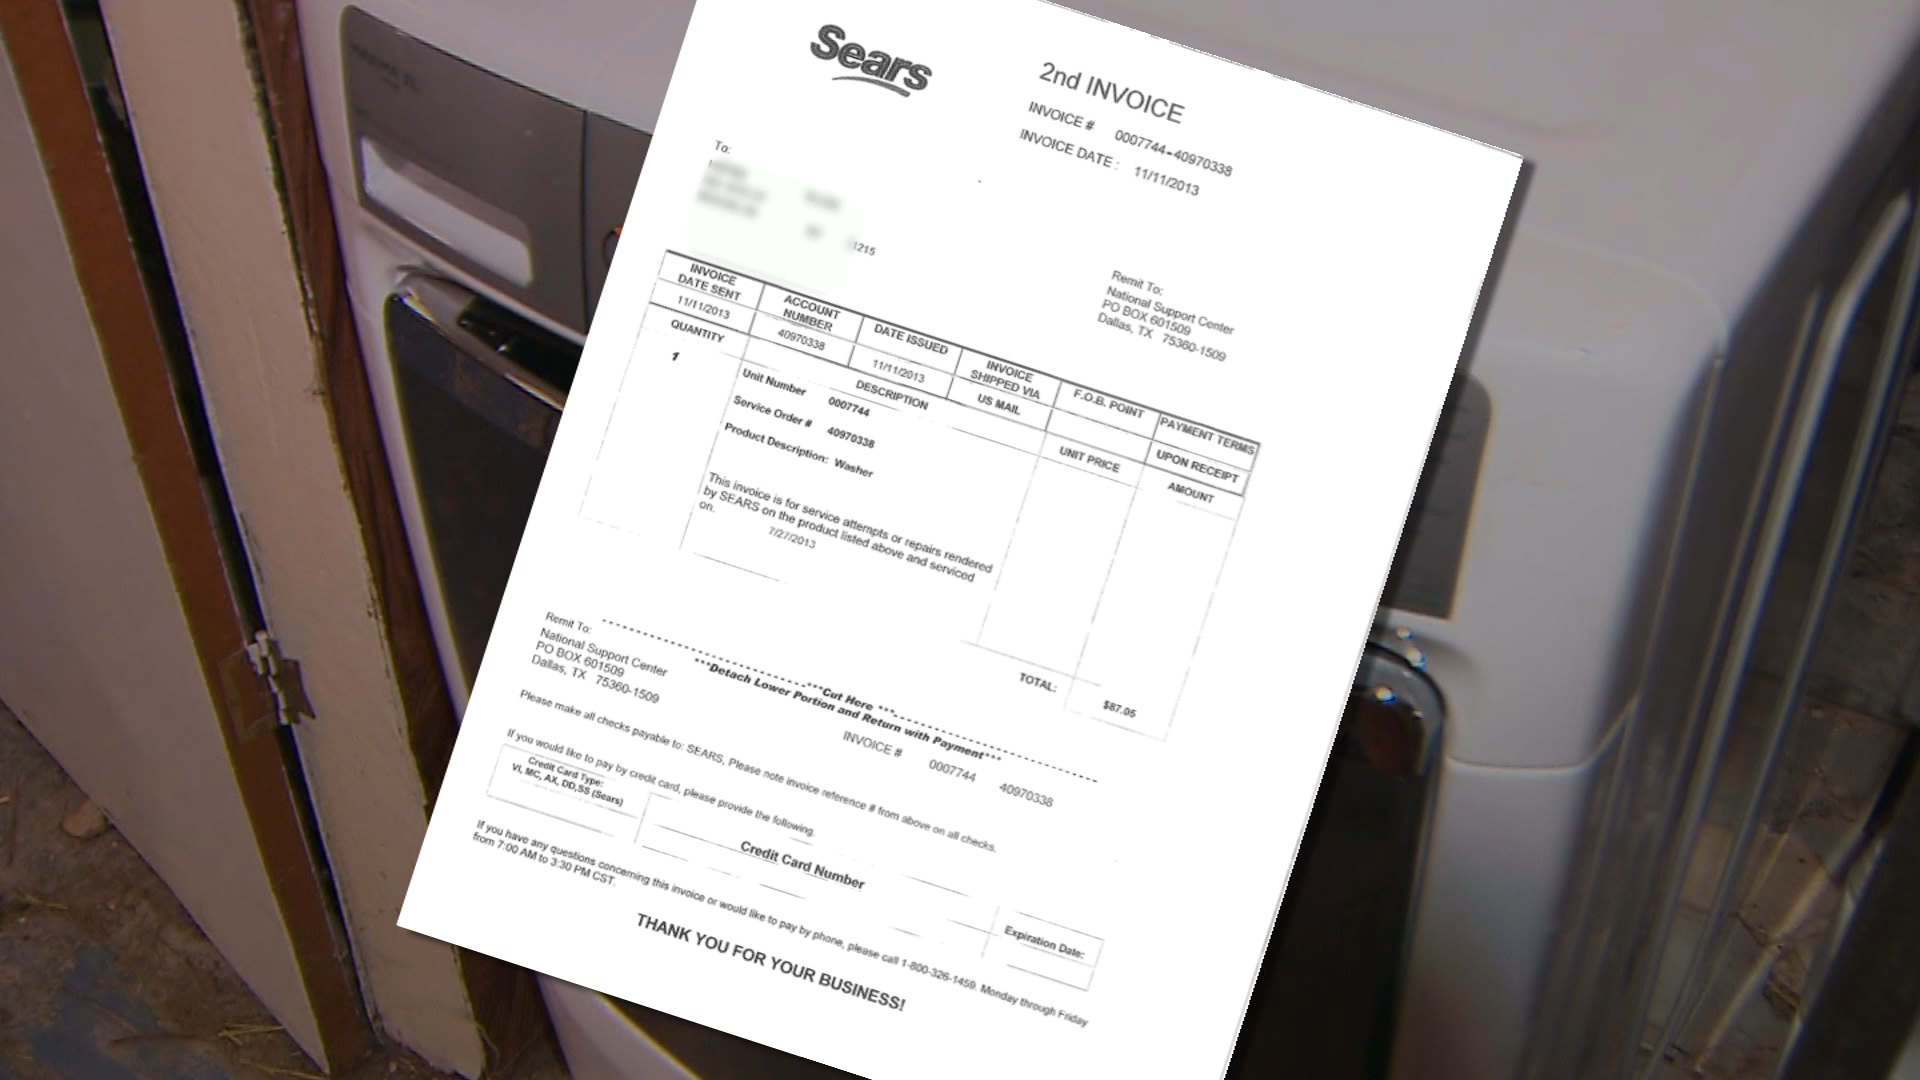 Sears
2nd INVOICE
INVOICE # 0007744-40970338
INVOICE DATE : 11/11/2013
To:
1215
Remit To:
National Support Center
PO BOX 601509
Dallas, TX 75360-1509
INVOICE DATE SENT
ACCOUNT NUMBER
DATE ISSUED
INVOICE SHIPPED VIA
F.O.B. POINT
PAYMENT TERMS
11/11/2013
40970338
11/11/2013
US MAIL
UPON RECEIPT
QUANTITY
DESCRIPTION
UNIT PRICE
AMOUNT
1
Unit Number 0007744
Service Order # 40970338
Product Description: Washer
This invoice is for service attempts or repairs rendered
by SEARS on the product listed above and serviced
on.
7/27/2013
TOTAL: $87.05
***Cut Here ***
***Detach Lower Portion and Return with Payment***
Remit To:
National Support Center
PO BOX 601509
Dallas, TX 75360-1509
INVOICE # 0007744 40970338
Please make all checks payable to: SEARS, Please note invoice reference # from above on all checks.
If you would like to pay by credit card, please provide the following.
Credit Card Type:
VI, MC, AX, DD,SS (Sears)
Credit Card Number
Expiration Date:
If you have any questions concerning this invoice or would like to pay by phone, please call 1-800-326-1459. Monday through Friday
from 7:00 AM to 3:30 PM CST.
THANK YOU FOR YOUR BUSINESS!